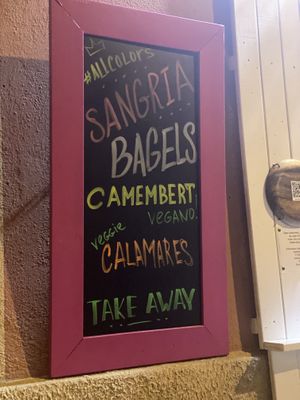 #ALLCOLORS
SANGRIA
BAGELS
CAMEMBERT
VEGANO!
veggie
CALAMARES
TAKE AWAY